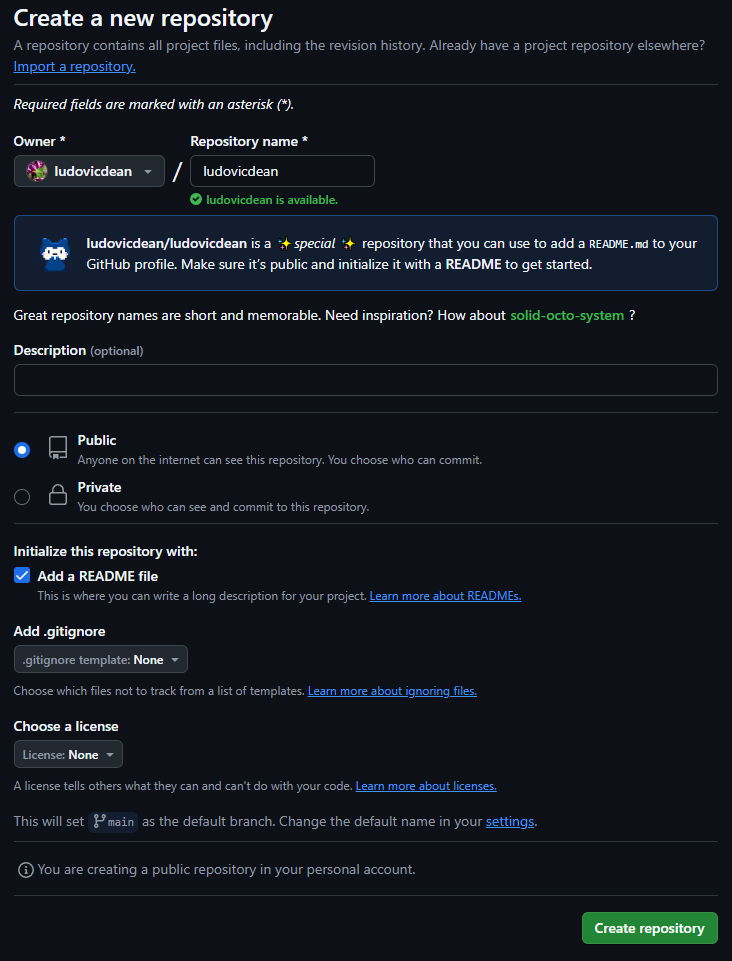 Create a new repository
A repository contains all project files, including the revision history. Already have a project repository elsewhere?
Import a repository.
Required fields are marked with an asterisk (*).
Owner * Repository name *
ludovicdean / ludovicdean
ludovicdean is available.
ludovicdean/ludovicdean is a ✨ special ✨ repository that you can use to add a README.md to your
GitHub profile. Make sure it’s public and initialize it with a README to get started.
Great repository names are short and memorable. Need inspiration? How about solid-octo-system ?
Description (optional)
Public
Anyone on the internet can see this repository. You choose who can commit.
Private
You choose who can see and commit to this repository.
Initialize this repository with:
Add a README file
This is where you can write a long description for your project. Learn more about READMEs.
Add .gitignore
.gitignore template: None
Choose which files not to track from a list of templates. Learn more about ignoring files.
Choose a license
License: None
A license tells others what they can and can't do with your code. Learn more about licenses.
This will set main as the default branch. Change the default name in your settings.
You are creating a public repository in your personal account.
Create repository